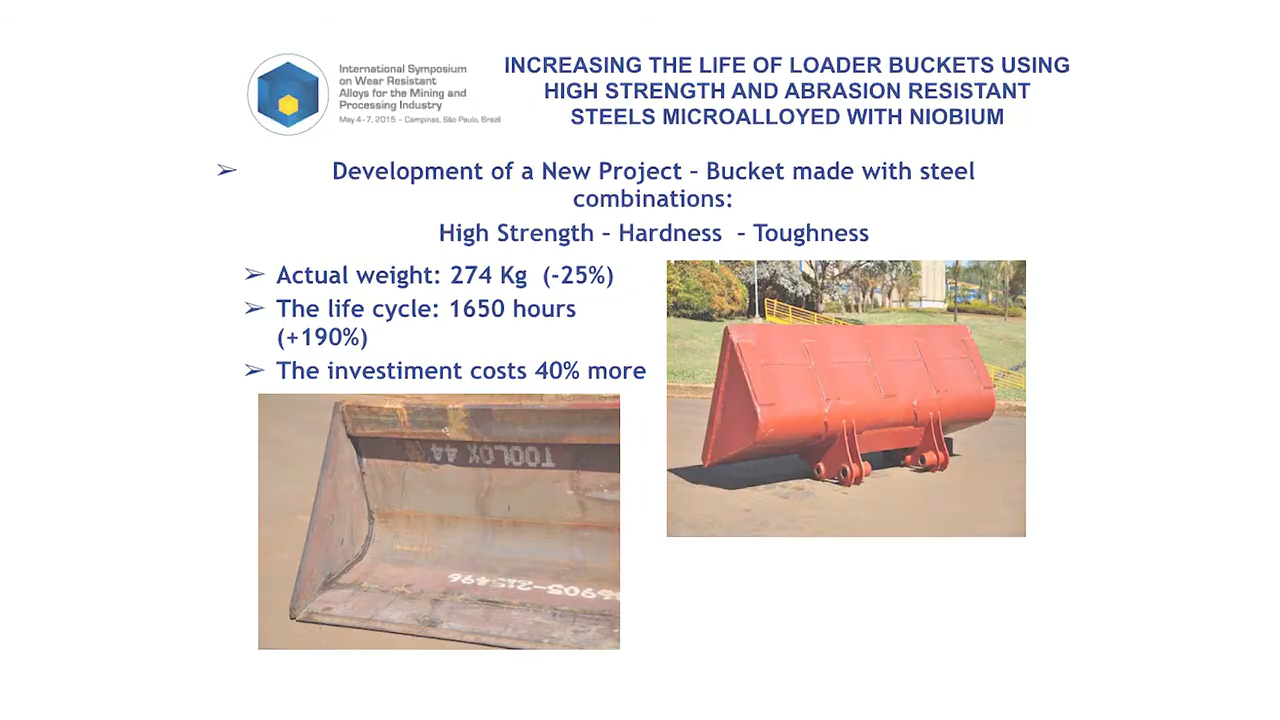 International Symposium
on Wear Resistant
Alloys for the Mining and
Processing Industry
May 4-7, 2015 - Campinas, São Paulo, Brazil
INCREASING THE LIFE OF LOADER BUCKETS USING
HIGH STRENGTH AND ABRASION RESISTANT
STEELS MICROALLOYED WITH NIOBIUM
➢ Development of a New Project – Bucket made with steel
combinations:
High Strength – Hardness – Toughness
➢ Actual weight: 274 Kg (-25%)
➢ The life cycle: 1650 hours
(+190%)
➢ The investiment costs 40% more
TOOLOX 44
6905-215496